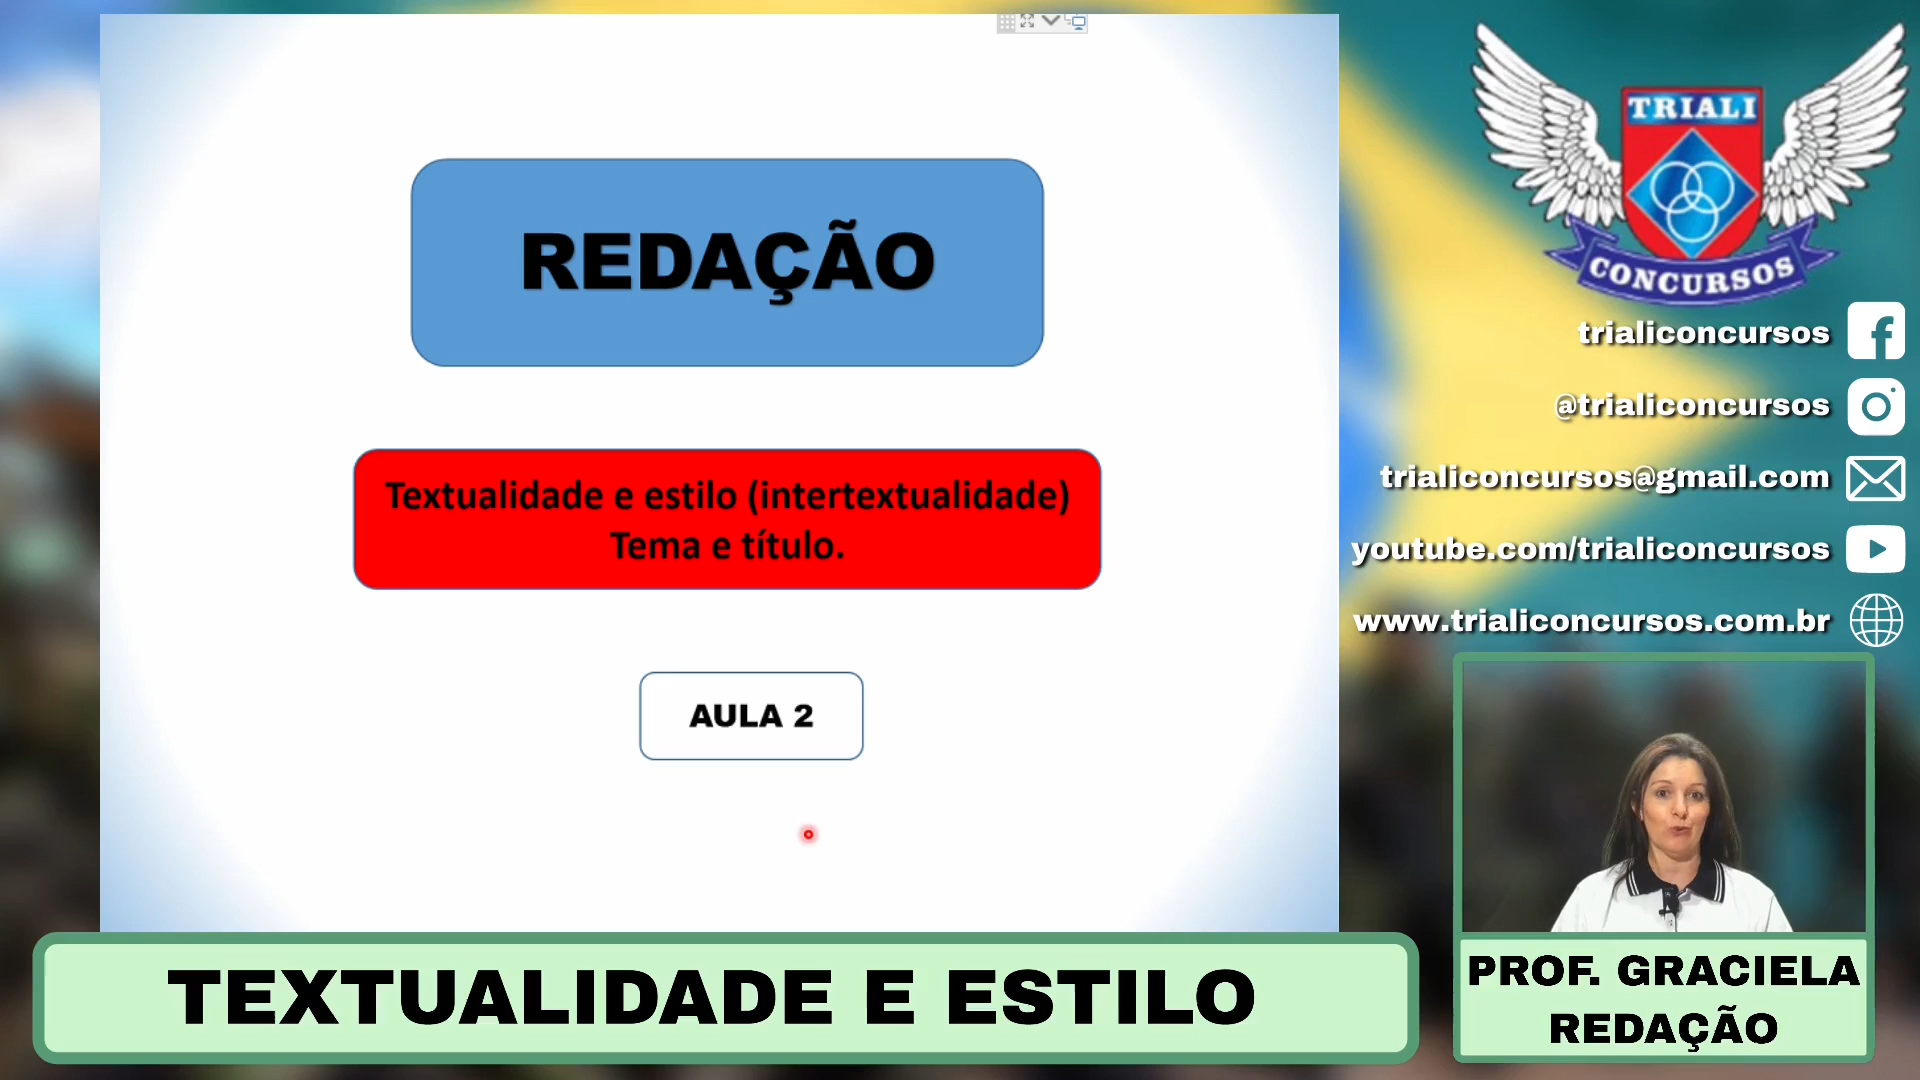 REDAÇÃO
Textualidade e estilo (intertextualidade)
Tema e título.
AULA 2
TRIALI
CONCURSOS
trialiconcursos
@trialiconcursos
trialiconcursos@gmail.com
youtube.com/trialiconcursos
www.trialiconcursos.com.br
TEXTUALIDADE E ESTILO
PROF. GRACIELA
REDAÇÃO